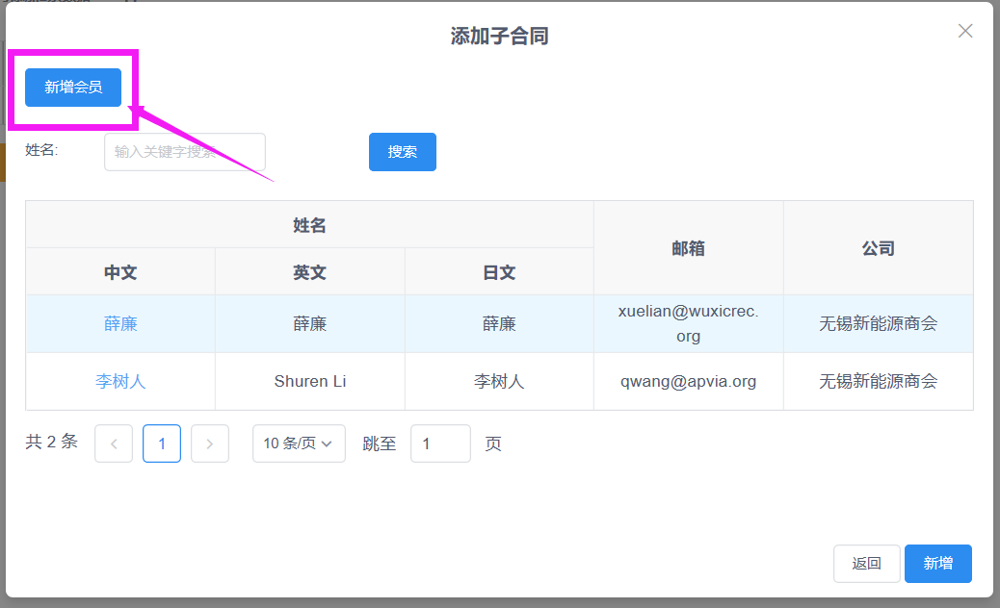 添加子合同
新增会员
姓名:
输入关键字搜索
搜索
姓名
邮箱
公司
中文
英文
日文
薛廉
薛廉
薛廉
xuelian@wuxicrec.
org
无锡新能源商会
李树人
Shuren Li
李树人
qwang@apvia.org
无锡新能源商会
共 2 条
1
10 条/页
跳至
1
页
返回
新增